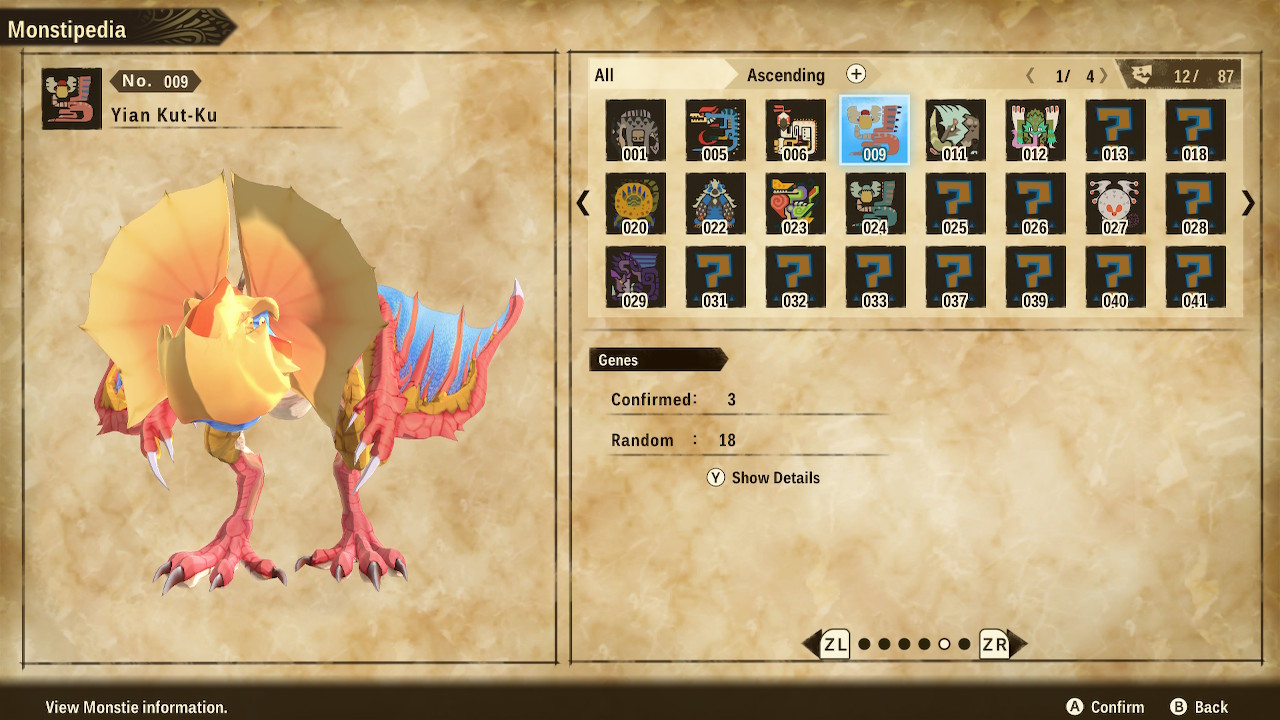 Monstipedia
No. 009
Yian Kut-Ku
All
Ascending
1/ 4
12/ 87
001 005 006 009 011 012 013 018
020 022 023 024 025 026 027 028
029 031 032 033 037 039 040 041
Genes
Confirmed: 3
Random : 18
Y Show Details
ZL ZR
View Monstie information.
A Confirm B Back